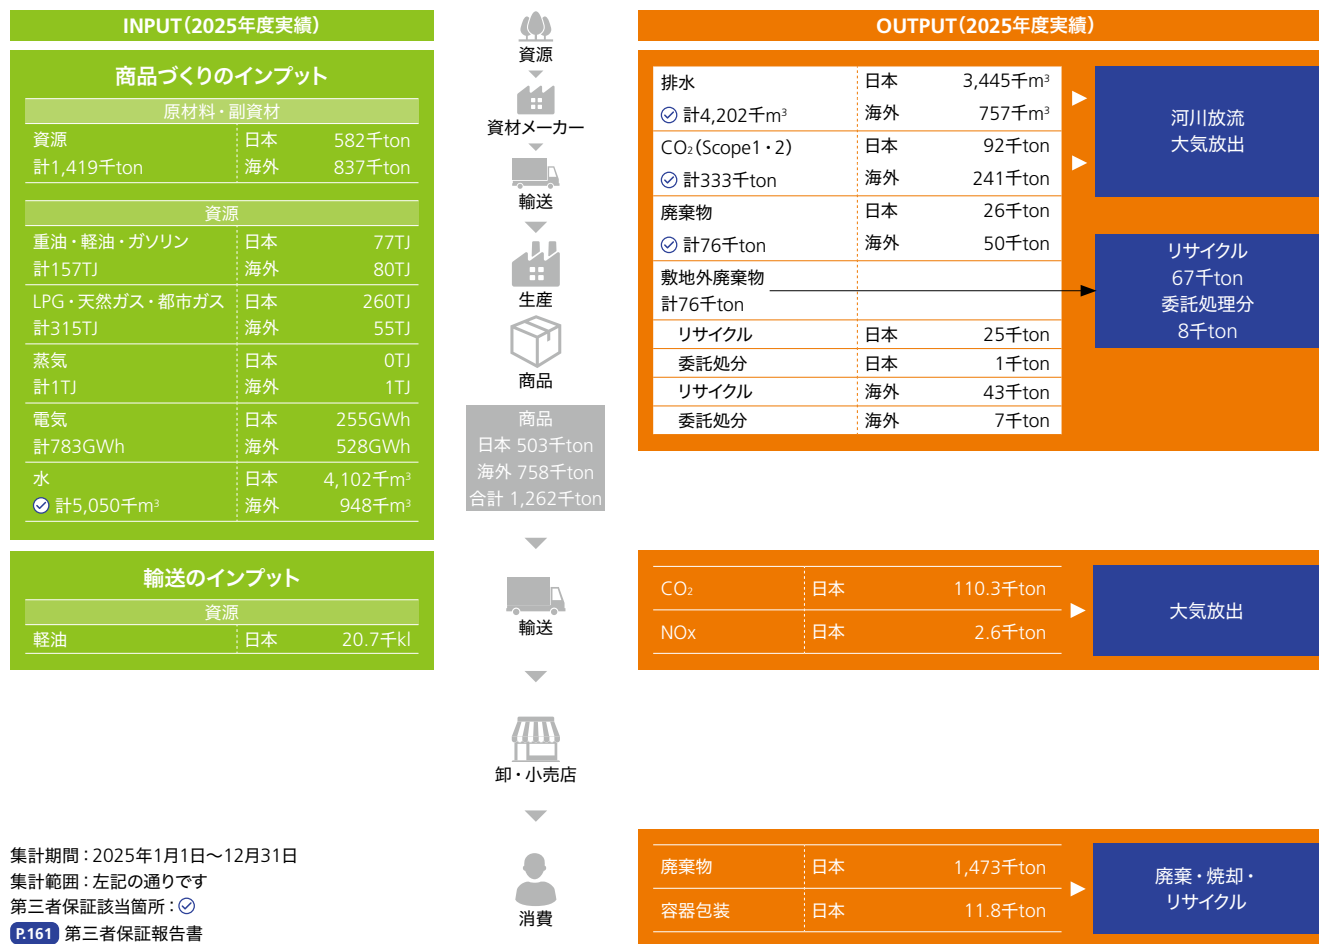 INPUT(2025年度実績)
商品づくりのインプット
原材料・副資材
資源 日本 582千ton
計1,419千ton 海外 837千ton
資源
重油・軽油・ガソリン 日本 77TJ
計157TJ 海外 80TJ
LPG・天然ガス・都市ガス 日本 260TJ
計315TJ 海外 55TJ
蒸気 日本 0TJ
計1TJ 海外 1TJ
電気 日本 255GWh
計783GWh 海外 528GWh
水 日本 4,102千m³
計5,050千m³ 海外 948千m³
輸送のインプット
資源
軽油 日本 20.7千kl
集計期間：2025年1月1日～12月31日
集計範囲：左記の通りです
第三者保証該当箇所：
P.161 第三者保証報告書
資源
資材メーカー
輸送
生産
商品
商品
日本 503千ton
海外 758千ton
合計 1,262千ton
輸送
卸・小売店
消費
OUTPUT(2025年度実績)
排水 日本 3,445千m³
計4,202千m³ 海外 757千m³
CO₂(Scope1・2) 日本 92千ton
計333千ton 海外 241千ton
廃棄物 日本 26千ton
計76千ton 海外 50千ton
敷地外廃棄物
計76千ton
リサイクル 日本 25千ton
委託処分 日本 1千ton
リサイクル 海外 43千ton
委託処分 海外 7千ton
河川放流
大気放出
リサイクル
67千ton
委託処理分
8千ton
CO₂ 日本 110.3千ton
NOx 日本 2.6千ton
大気放出
廃棄物 日本 1,473千ton
容器包装 日本 11.8千ton
廃棄・焼却・
リサイクル